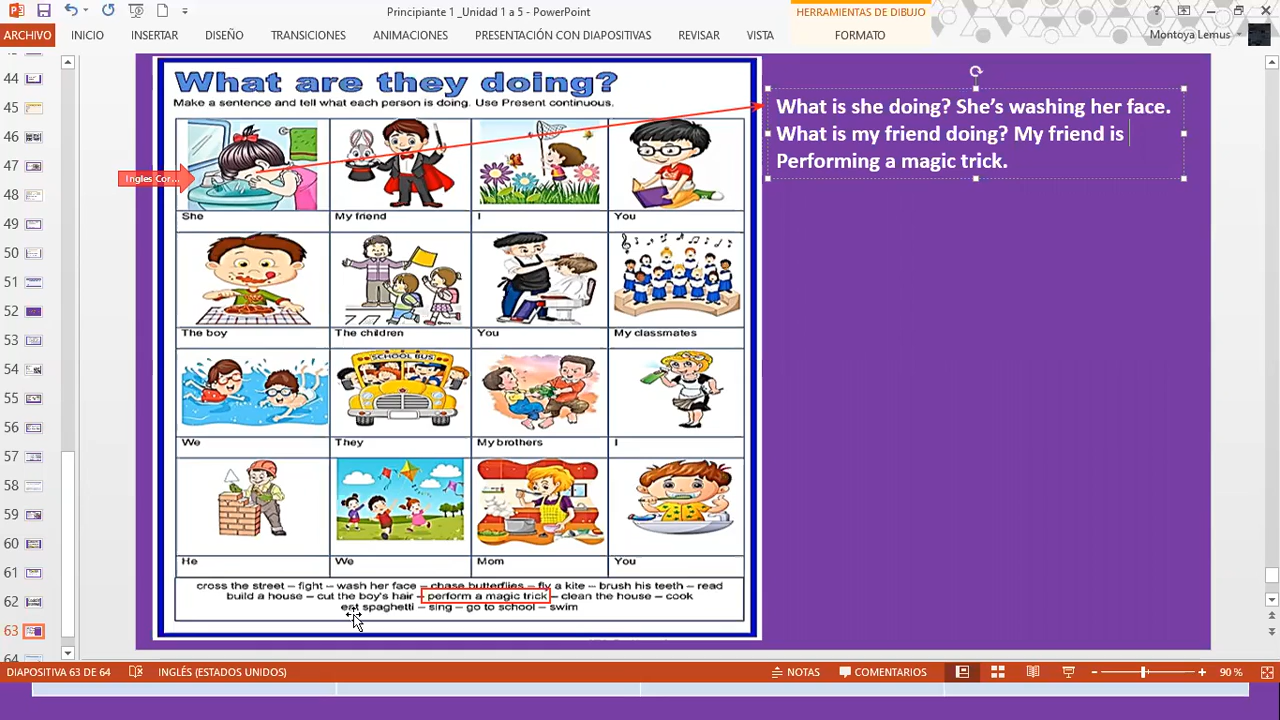 Principiante 1 _Unidad 1 a 5 - PowerPoint
HERRAMIENTAS DE DIBUJO
ARCHIVO INICIO INSERTAR DISEÑO TRANSICIONES ANIMACIONES PRESENTACIÓN CON DIAPOSITIVAS REVISAR VISTA FORMATO Montoya Lemus
44
45
46
47
48
49
50
51
52
53
54
55
56
57
58
59
60
61
62
63
64
What are they doing?
Make a sentence and tell what each person is doing. Use Present continuous.
Ingles Cor...
She My friend I You
The boy The children You My classmates
SCHOOL BUS
We They My brothers I
He We Mom You
cross the street – fight – wash her face – chase butterflies – fly a kite – brush his teeth – read
build a house – cut the boy's hair – perform a magic trick – clean the house – cook
eat spaghetti – sing – go to school – swim
What is she doing? She's washing her face.
What is my friend doing? My friend is
Performing a magic trick.
DIAPOSITIVA 63 DE 64 INGLÉS (ESTADOS UNIDOS) NOTAS COMENTARIOS 90 %